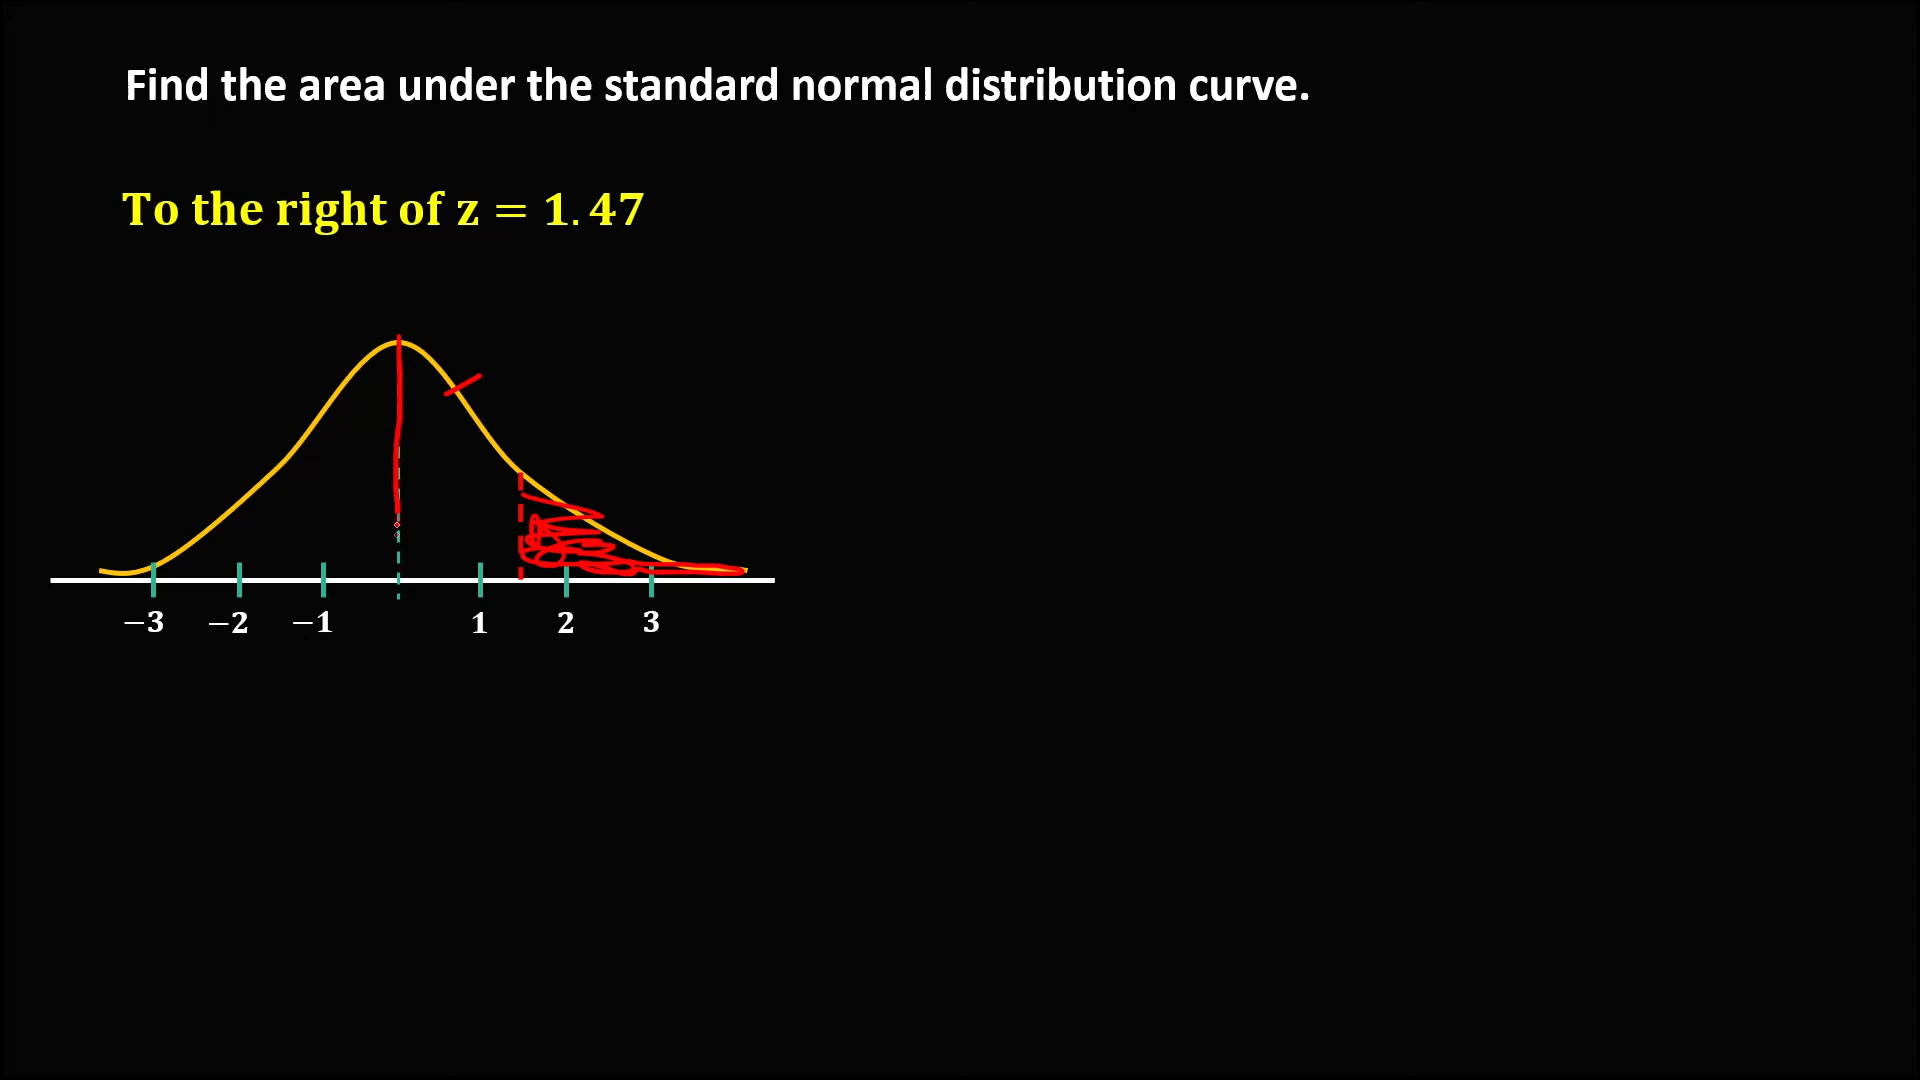 Find the area under the standard normal distribution curve.
To the right of z = 1.47
−3 −2 −1 1 2 3